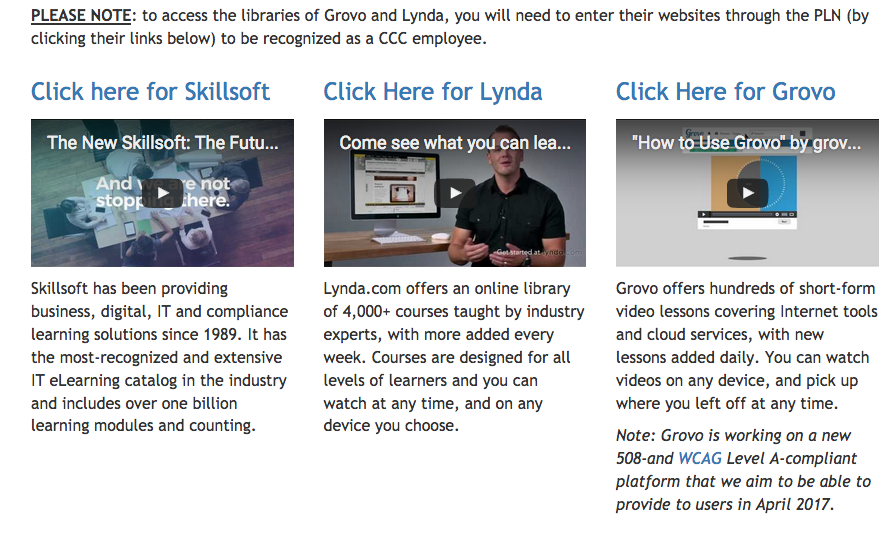 PLEASE NOTE: to access the libraries of Grovo and Lynda, you will need to enter their websites through the PLN (by
clicking their links below) to be recognized as a CCC employee.
Click here for Skillsoft
The New Skillsoft: The Futu...
And we are not
stopping there.
Skillsoft has been providing
business, digital, IT and compliance
learning solutions since 1989. It has
the most-recognized and extensive
IT eLearning catalog in the industry
and includes over one billion
learning modules and counting.
Click Here for Lynda
Come see what you can lea...
Get started at lynda.com
Lynda.com offers an online library
of 4,000+ courses taught by industry
experts, with more added every
week. Courses are designed for all
levels of learners and you can
watch at any time, and on any
device you choose.
Click Here for Grovo
"How to Use Grovo" by grov...
Grovo
Grovo offers hundreds of short-form
video lessons covering Internet tools
and cloud services, with new
lessons added daily. You can watch
videos on any device, and pick up
where you left off at any time.
Note: Grovo is working on a new
508-and WCAG Level A-compliant
platform that we aim to be able to
provide to users in April 2017.